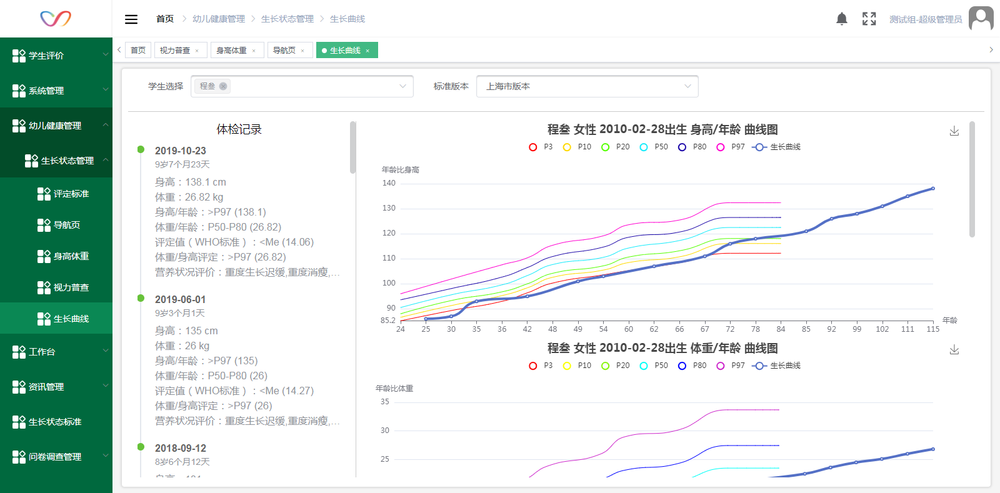 首页 幼儿健康管理 生长状态管理 生长曲线
测试组-超级管理员
首页 视力普查 × 身高体重 × 导航页 × 生长曲线 ×
学生评价
系统管理
幼儿健康管理
生长状态管理
评定标准
导航页
身高体重
视力普查
生长曲线
工作台
资讯管理
生长状态标准
问卷调查管理
学生选择 程叁 标准版本 上海市版本
体检记录
2019-10-23
9岁7个月23天
身高：138.1 cm
体重：26.82 kg
身高/年龄：>P97 (138.1)
体重/年龄：P50-P80 (26.82)
评定值（WHO标准）：<Me (14.06)
体重/身高评定：>P97 (26.82)
营养状况评价：重度生长迟缓,重度消瘦,...
2019-06-01
9岁3个月1天
身高：135 cm
体重：26 kg
身高/年龄：>P97 (135)
体重/年龄：P50-P80 (26)
评定值（WHO标准）：<Me (14.27)
体重/身高评定：>P97 (26)
营养状况评价：重度生长迟缓,重度消瘦,...
2018-09-12
8岁6个月12天
程叁 女性 2010-02-28出生 身高/年龄 曲线图
P3 P10 P20 P50 P80 P97 生长曲线
年龄比身高
140
130
120
110
100
90
85.2
24 25 30 35 36 42 48 49 54 60 62 66 67 72 78 84 85 92 99 102 111 115
年龄
程叁 女性 2010-02-28出生 体重/年龄 曲线图
P3 P10 P20 P50 P80 P97 生长曲线
年龄比体重
35
30
25